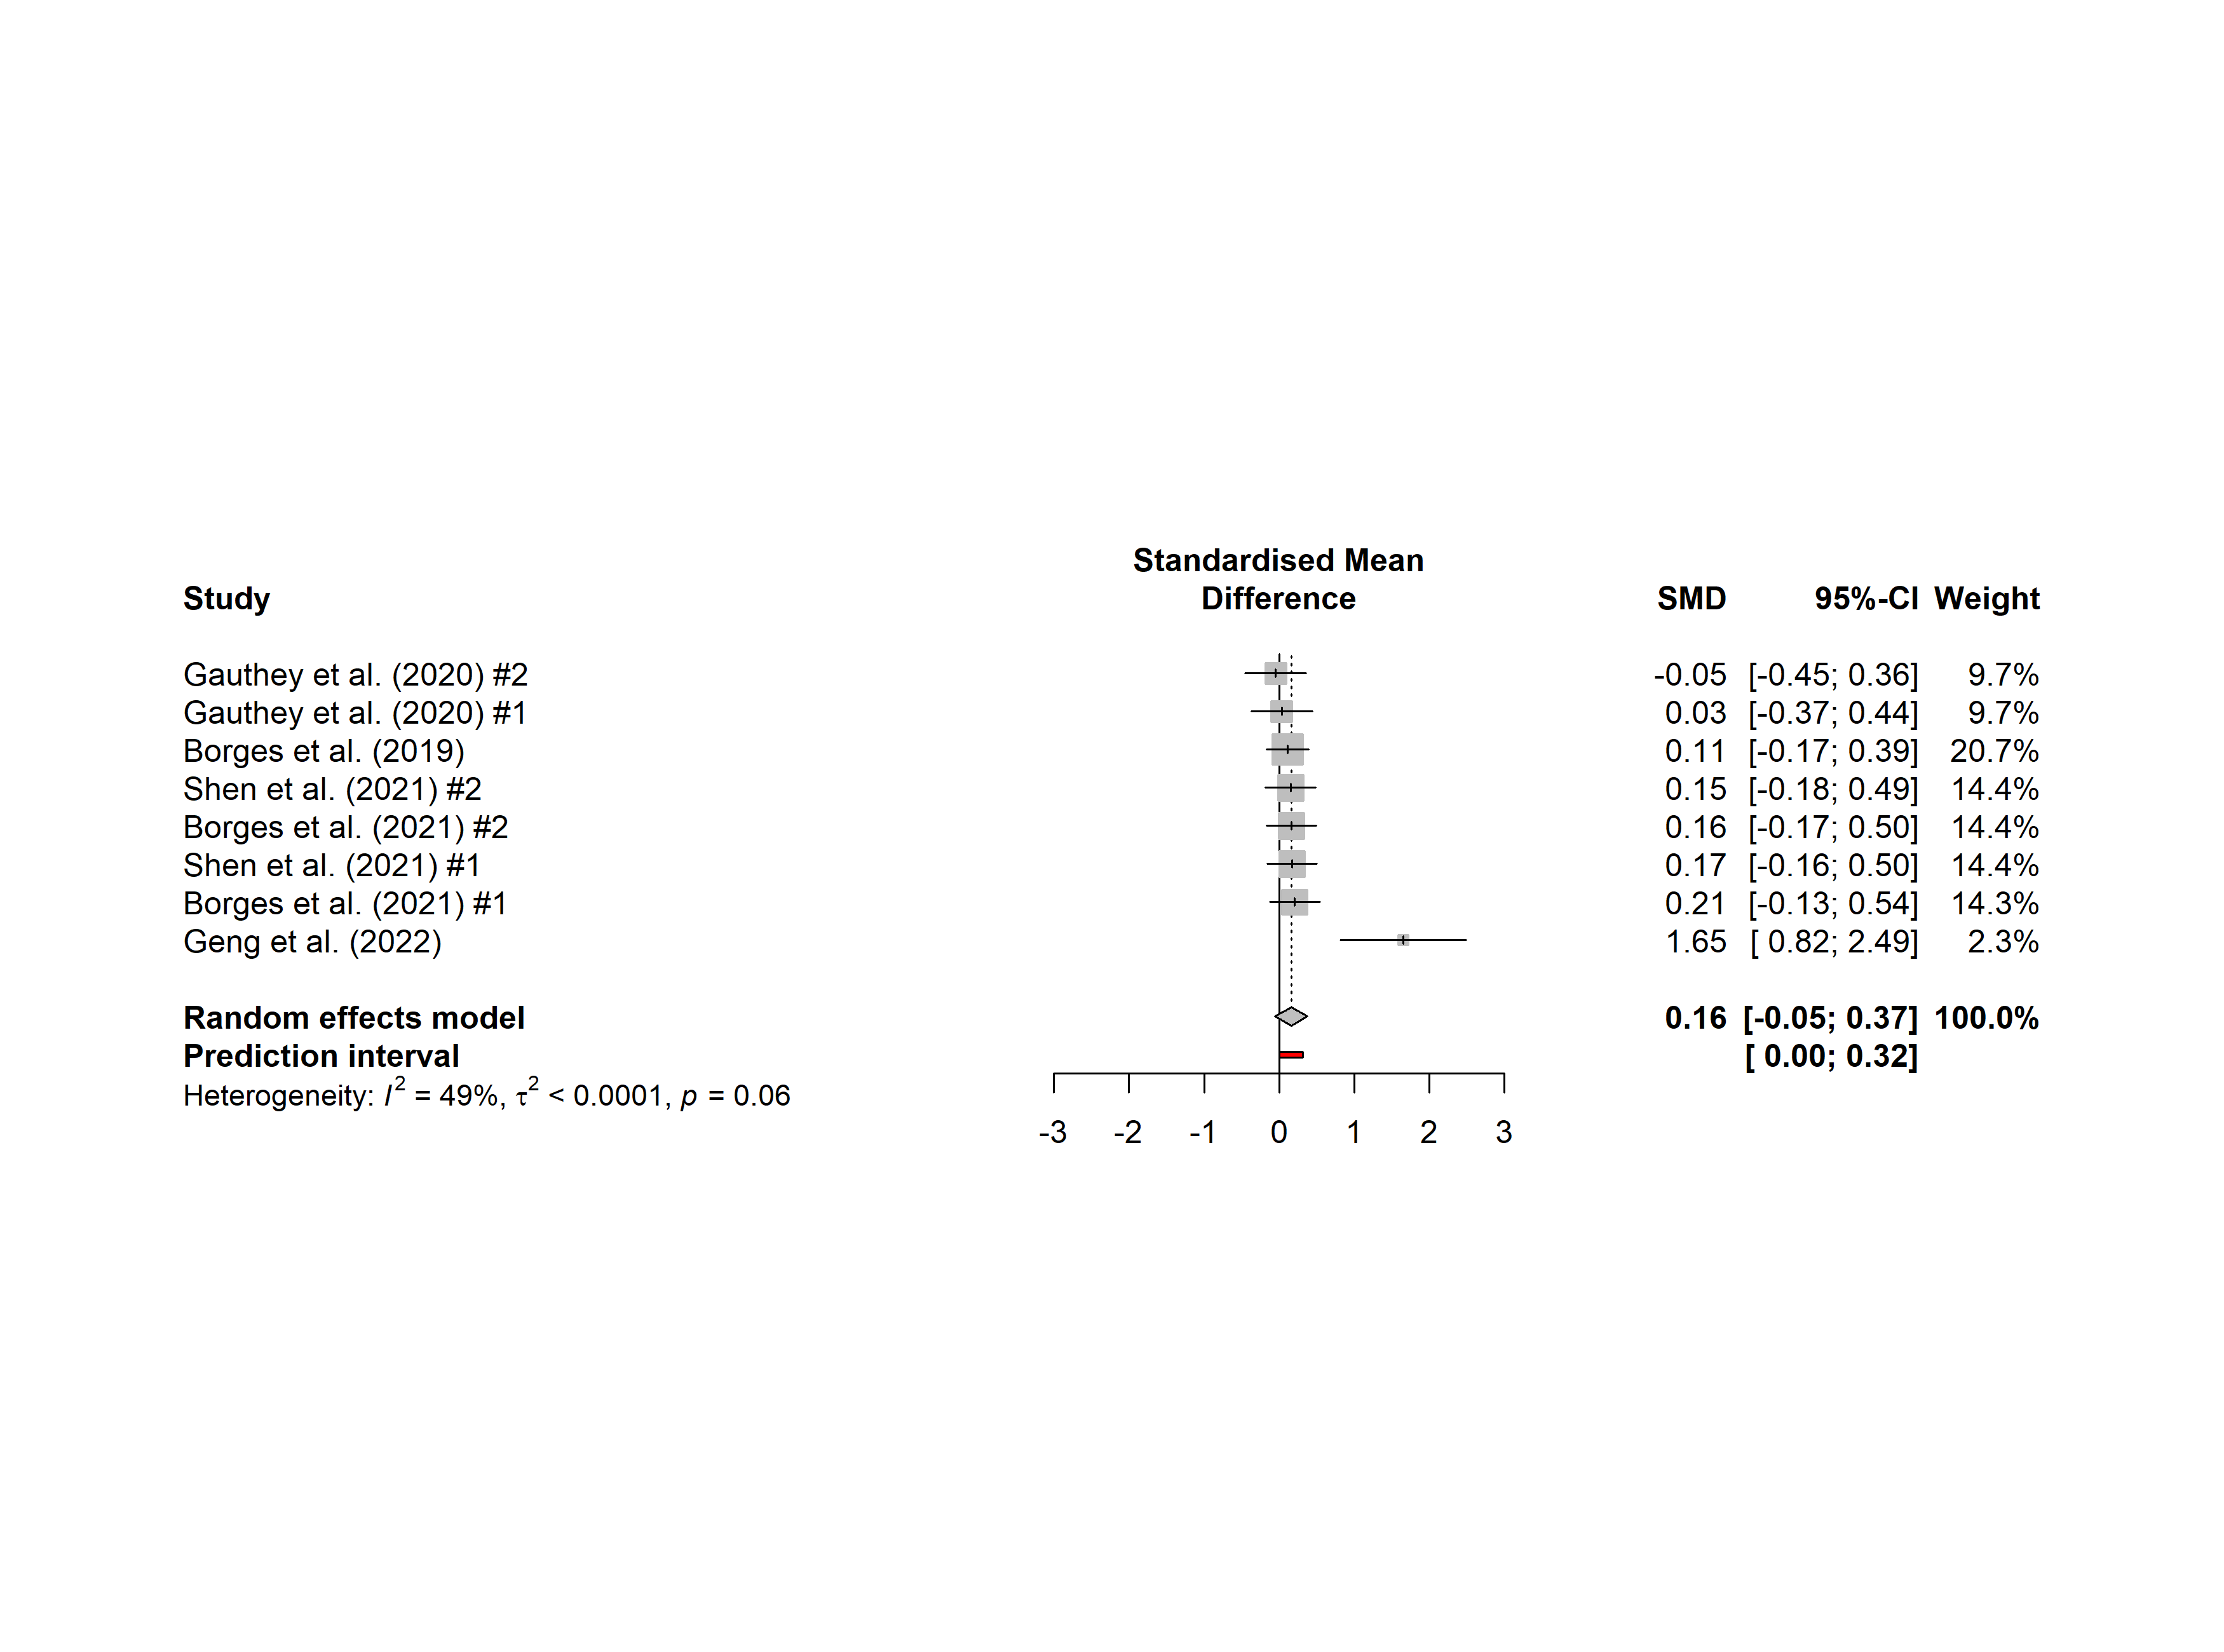 Standardised Mean
Study Difference SMD 95%-CI Weight
Gauthey et al. (2020) #2 -0.05 [-0.45; 0.36] 9.7%
Gauthey et al. (2020) #1 0.03 [-0.37; 0.44] 9.7%
Borges et al. (2019) 0.11 [-0.17; 0.39] 20.7%
Shen et al. (2021) #2 0.15 [-0.18; 0.49] 14.4%
Borges et al. (2021) #2 0.16 [-0.17; 0.50] 14.4%
Shen et al. (2021) #1 0.17 [-0.16; 0.50] 14.4%
Borges et al. (2021) #1 0.21 [-0.13; 0.54] 14.3%
Geng et al. (2022) 1.65 [ 0.82; 2.49] 2.3%
Random effects model 0.16 [-0.05; 0.37] 100.0%
Prediction interval [ 0.00; 0.32]
Heterogeneity: I² = 49%, τ² < 0.0001, p = 0.06
-3 -2 -1 0 1 2 3